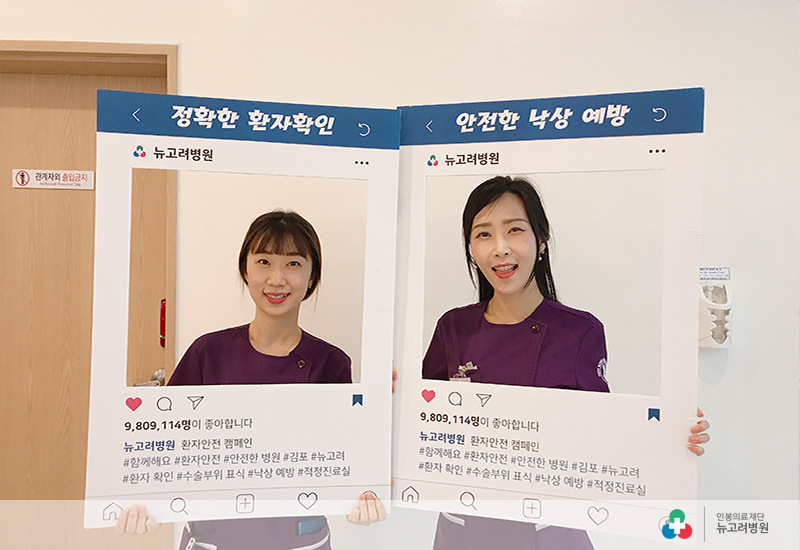 정확한 환자확인
뉴고려병원
9,809,114명이 좋아합니다
뉴고려병원 환자안전 캠페인
#함께해요 #환자안전 #안전한 병원 #김포 #뉴고려
#환자 확인 #수술부위 표식 #낙상 예방 #적정진료실
안전한 낙상 예방
뉴고려병원
9,809,114명이 좋아합니다
뉴고려병원 환자안전 캠페인
#함께해요 #환자안전 #안전한 병원 #김포 #뉴고려
#환자 확인 #수술부위 표식 #낙상 예방 #적정진료실
관계자외 출입금지
인봉의료재단
뉴고려병원